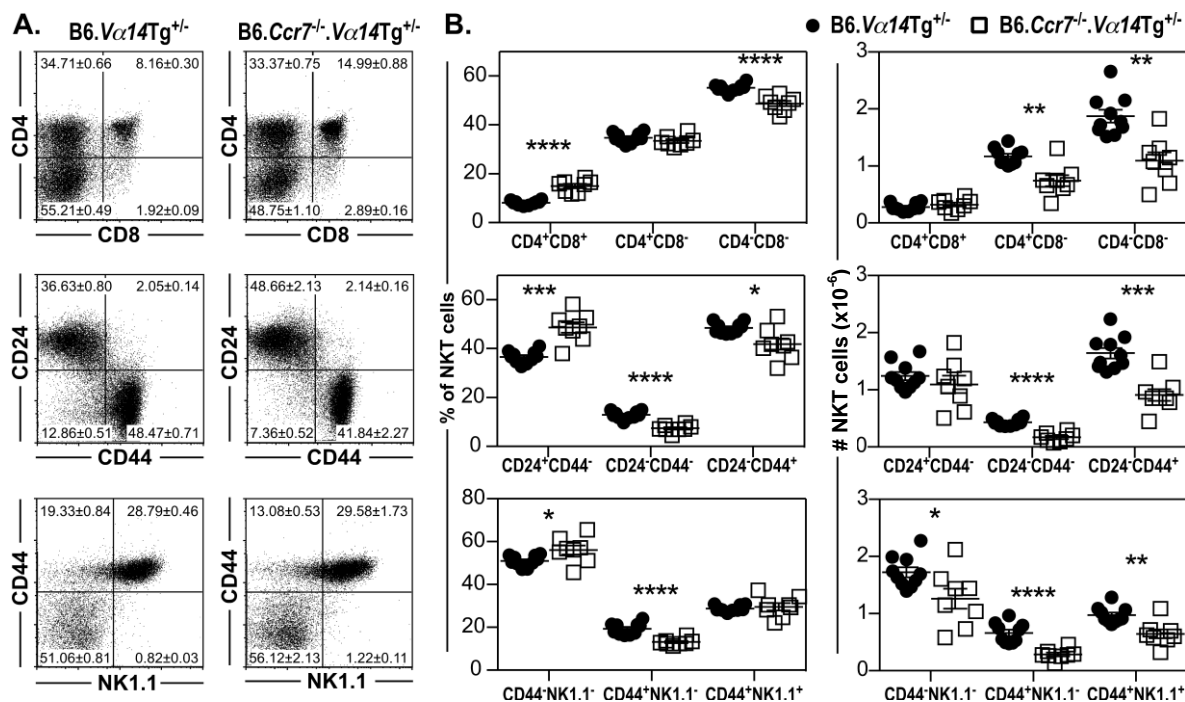 A.
B6.Vα14Tg+/-
B6.Ccr7-/-.Vα14Tg+/-
34.71±0.66 8.16±0.30
33.37±0.75 14.99±0.88
CD4
CD4
55.21±0.49 1.92±0.09
48.75±1.10 2.89±0.16
CD8
CD8
36.63±0.80 2.05±0.14
48.66±2.13 2.14±0.16
CD24
CD24
12.86±0.51 48.47±0.71
7.36±0.52 41.84±2.27
CD44
CD44
19.33±0.84 28.79±0.46
13.08±0.53 29.58±1.73
CD44
CD44
51.06±0.81 0.82±0.03
56.12±2.13 1.22±0.11
NK1.1
NK1.1
B.
B6.Vα14Tg+/-
B6.Ccr7-/-.Vα14Tg+/-
% of NKT cells
60
40
20
0
****
****
CD4+CD8+ CD4+CD8- CD4-CD8-
60
40
20
0
***
****
*
CD24+CD44- CD24-CD44- CD24-CD44+
80
60
40
20
0
*
****
CD44-NK1.1- CD44+NK1.1- CD44+NK1.1+
# NKT cells (x10-6)
3
2
1
0
**
**
CD4+CD8+ CD4+CD8- CD4-CD8-
3
2
1
0
****
***
CD24+CD44- CD24-CD44- CD24-CD44+
3
2
1
0
*
****
**
CD44-NK1.1- CD44+NK1.1- CD44+NK1.1+